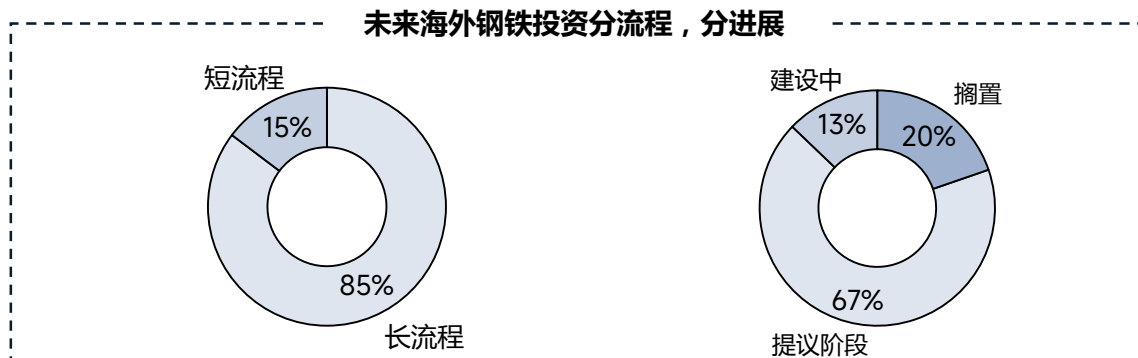 未来海外钢铁投资分流程，分进展
短流程
15%
85%
长流程
建设中
13%
搁置
20%
67%
提议阶段